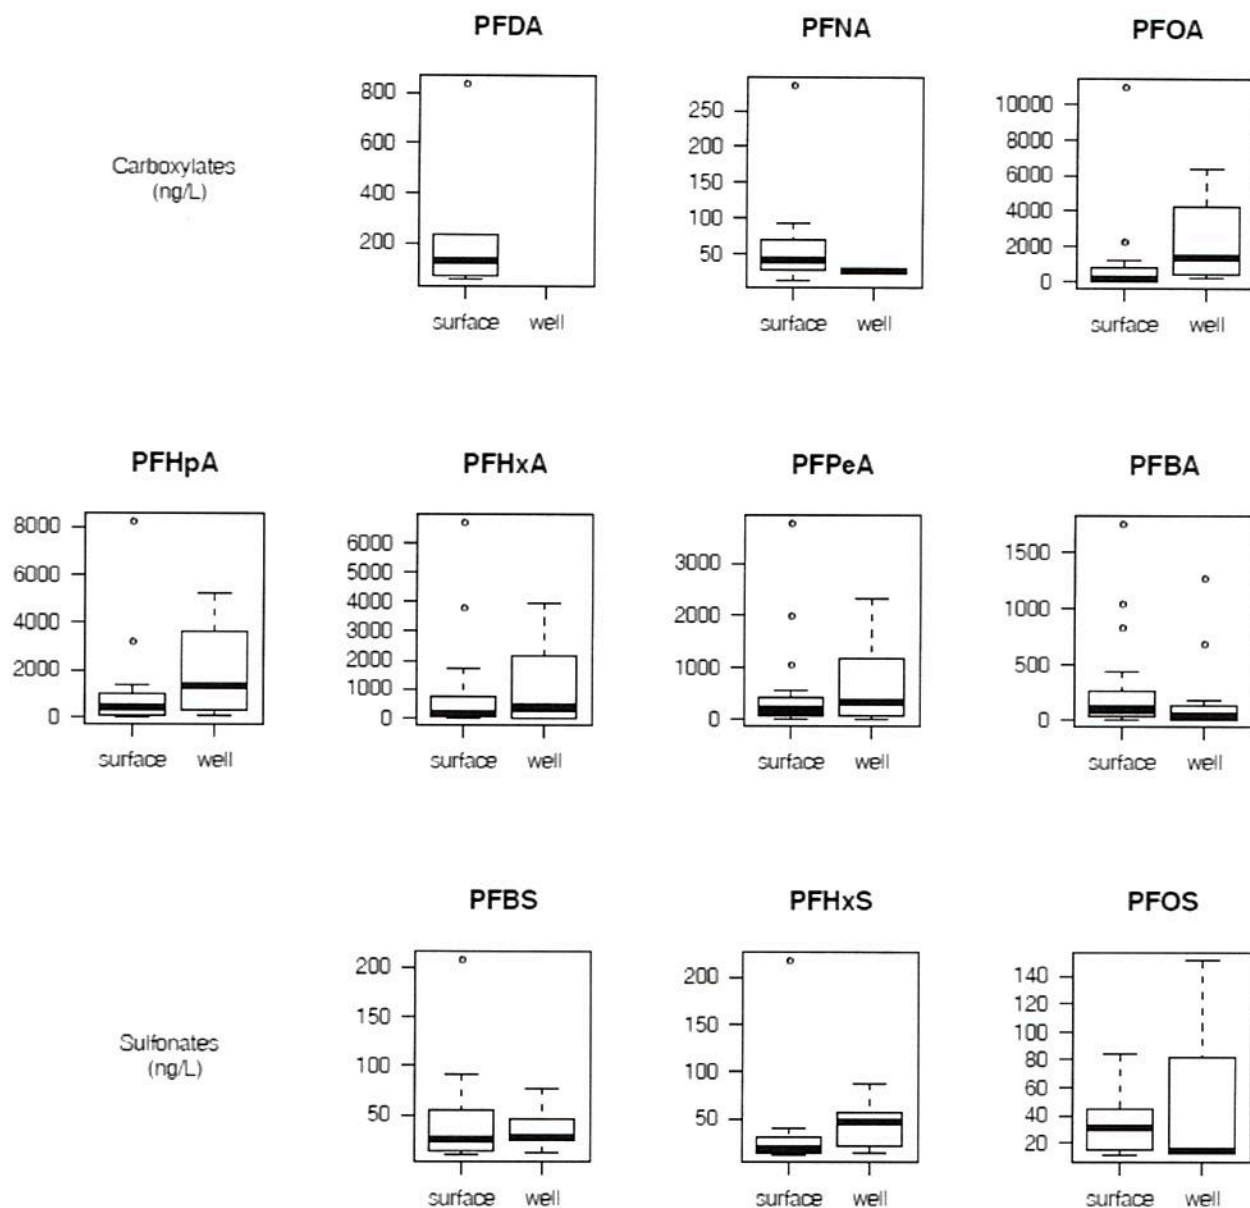 PFDA
PFNA
PFOA
Carboxylates
(ng/L)
800
600
400
200
surface well
250
200
150
100
50
surface well
10000
8000
6000
4000
2000
0
surface well
PFHpA
PFHxA
PFPeA
PFBA
8000
6000
4000
2000
0
surface well
6000
5000
4000
3000
2000
1000
0
surface well
3000
2000
1000
0
surface well
1500
1000
500
0
surface well
PFBS
PFHxS
PFOS
Sulfonates
(ng/L)
200
150
100
50
surface well
200
150
100
50
surface well
140
120
100
80
60
40
20
surface well